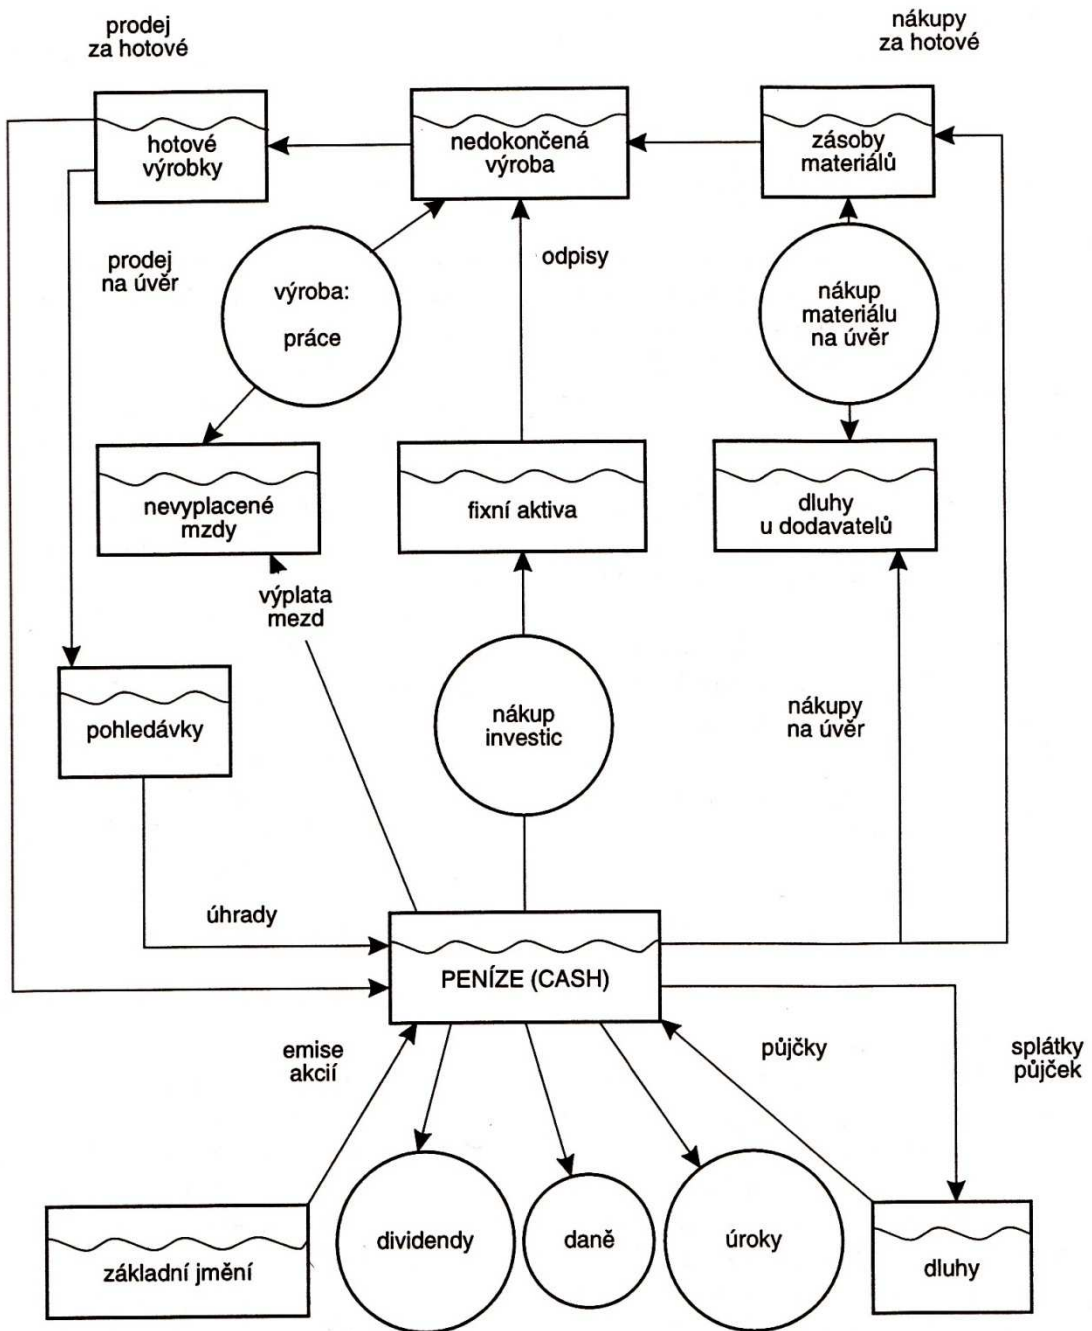 prodej
za hotové
nákupy
za hotové
hotové
výrobky
nedokončená
výroba
zásoby
materiálů
prodej
na úvěr
výroba:
práce
odpisy
nákup
materiálu
na úvěr
nevyplacené
mzdy
fixní aktiva
dluhy
u dodavatelů
výplata
mezd
pohledávky
nákup
investic
nákupy
na úvěr
úhrady
PENÍZE (CASH)
emise
akcií
půjčky
splátky
půjček
základní jmění
dividendy
daně
úroky
dluhy